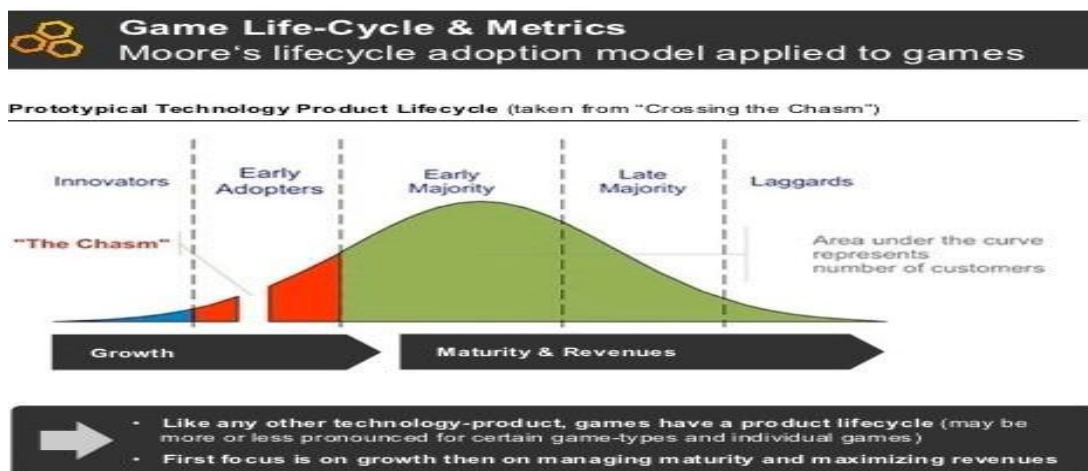 Game Life-Cycle & Metrics
Moore's lifecycle adoption model applied to games
Prototypical Technology Product Lifecycle (taken from "Crossing the Chasm")
Innovators
Early
Adopters
Early
Majority
Late
Majority
Laggards
"The Chasm"
Area under the curve
represents
number of customers
Growth
Maturity & Revenues
• Like any other technology-product, games have a product lifecycle (may be
more or less pronounced for certain game-types and individual games)
• First focus is on growth then on managing maturity and maximizing revenues